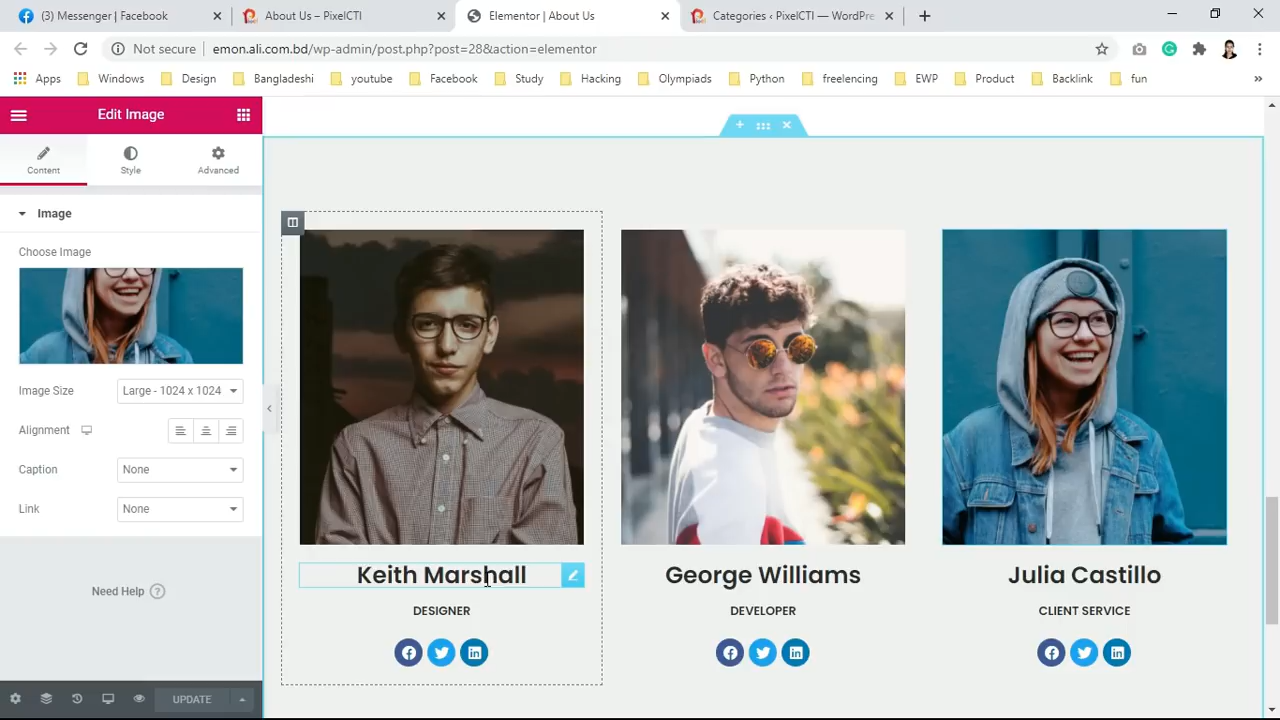 (3) Messenger | Facebook
About Us – PixelCTI
Elementor | About Us
Categories ‹ PixelCTI — WordPre
Not secure
emon.ali.com.bd/wp-admin/post.php?post=28&action=elementor
Apps
Windows
Design
Bangladeshi
youtube
Facebook
Study
Hacking
Olympiads
Python
freelencing
EWP
Product
Backlink
fun
Edit Image
Content
Style
Advanced
Image
Choose Image
Image Size
Large - 1024 x 1024
Alignment
Caption
None
Link
None
Need Help
UPDATE
Keith Marshall
George Williams
Julia Castillo
DESIGNER
DEVELOPER
CLIENT SERVICE